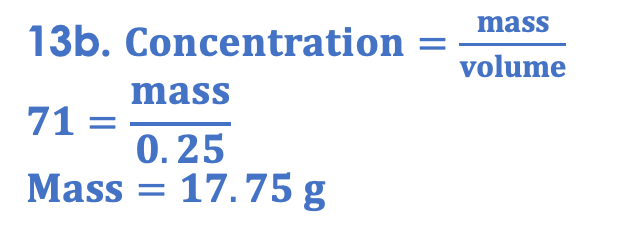 13b. Concentration = mass/volume
71 = mass/0.25
Mass = 17.75 g